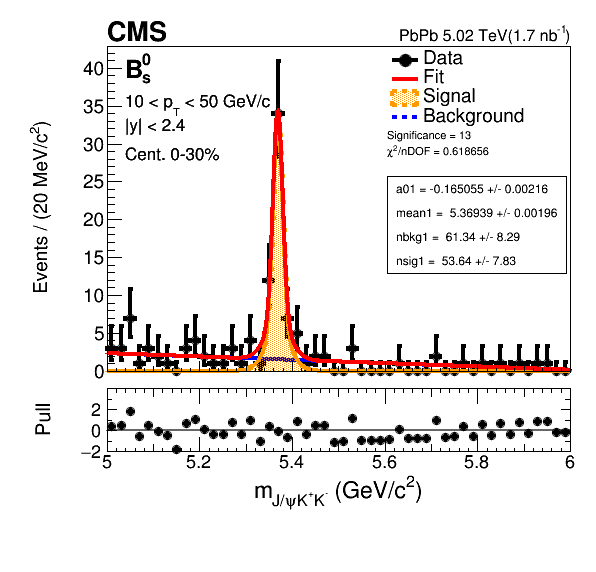 CMS
PbPb 5.02 TeV(1.7 nb⁻¹)
B⁰s
10 < pT < 50 GeV/c
|y| < 2.4
Cent. 0-30%
Data
Fit
Signal
Background
Significance = 13
χ²/nDOF = 0.618656
a01 = -0.165055 +/- 0.00216
mean1 = 5.36939 +/- 0.00196
nbkg1 = 61.34 +/- 8.29
nsig1 = 53.64 +/- 7.83
Events / (20 MeV/c²)
40
35
30
25
20
15
10
5
0
Pull
2
0
−2
5 5.2 5.4 5.6 5.8 6
mJ/ψK⁺K⁻ (GeV/c²)